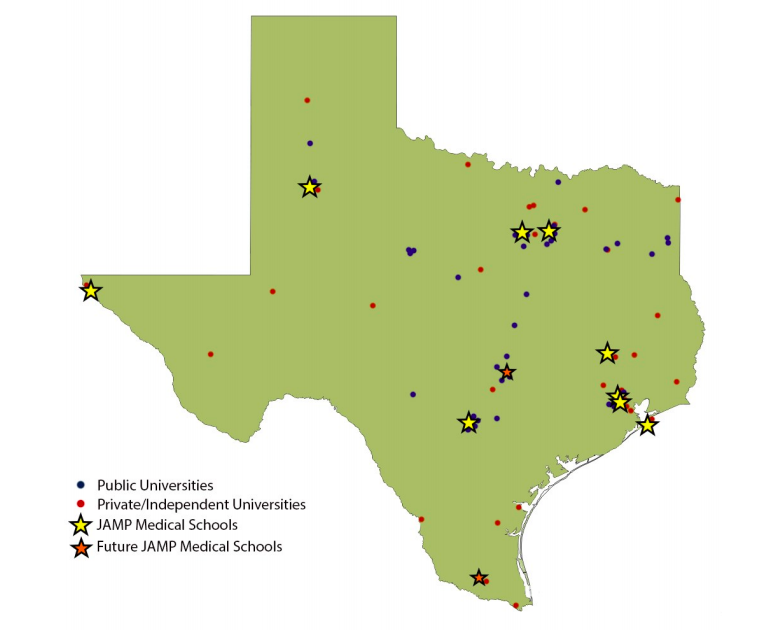 Public Universities
Private/Independent Universities
JAMP Medical Schools
Future JAMP Medical Schools